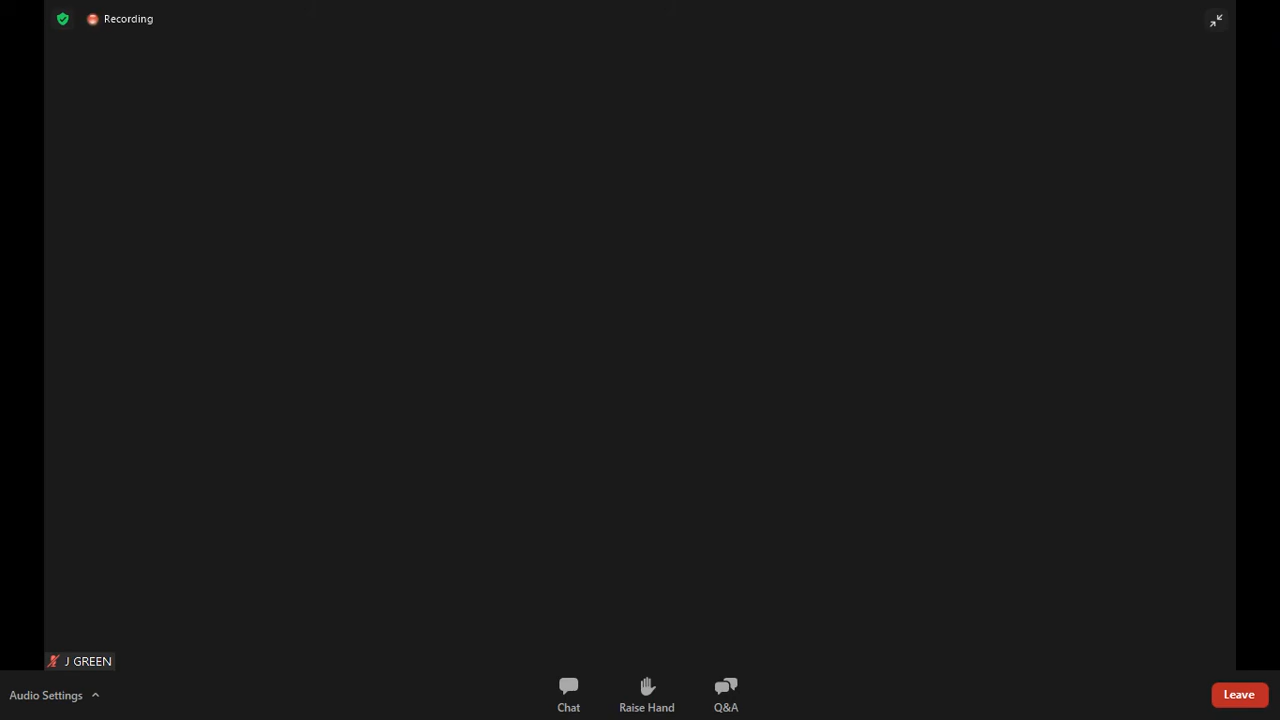 Recording
J GREEN
Audio Settings
Chat
Raise Hand
Q&A
Leave